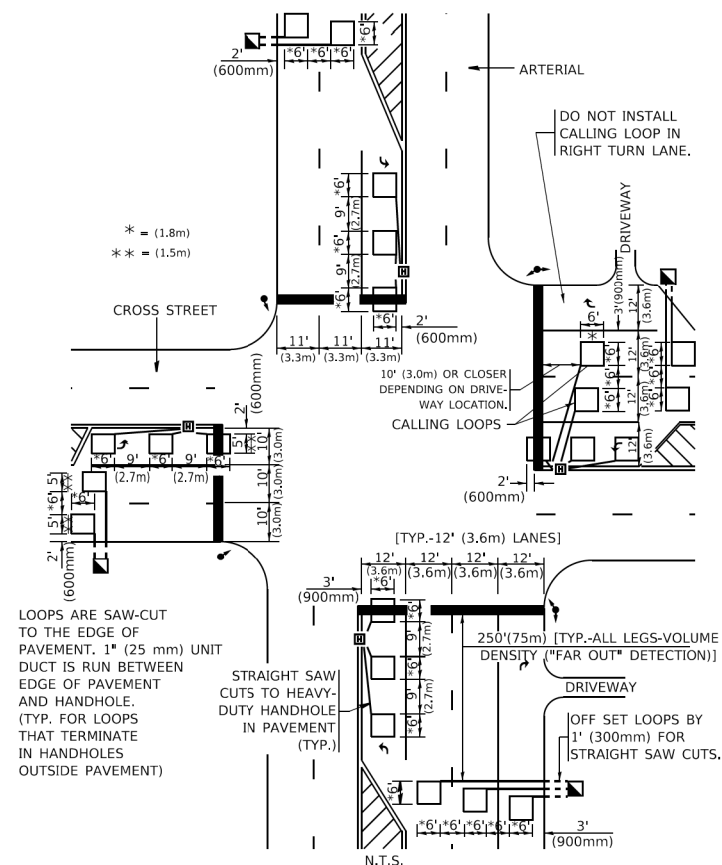 *6'
*6' *6' *6'
2'
(600mm)
ARTERIAL
DO NOT INSTALL
CALLING LOOP IN
RIGHT TURN LANE.
DRIVEWAY
* = (1.8m)
** = (1.5m)
*6'
9'
(2.7m)
*6'
9'
(2.7m)
*6'
H
*6'
2'
(600mm)
11' 11' 11'
(3.3m) (3.3m) (3.3m)
CROSS STREET
3'(900mm)
12'
(3.6m)
6'
*
*6'
*6'
*6'
12'
(3.6m)
12'
(3.6m)
12'
(3.6m)
*6'
*6'
*6'
10' (3.0m) OR CLOSER
DEPENDING ON DRIVE-
WAY LOCATION.
CALLING LOOPS
H
2'
(600mm)
2'
(600mm)
H
5'
**
10'
(3.0m)
*6' 9' 9' *6'
(2.7m) (2.7m)
10'
(3.0m)
10'
(3.0m)
5'
**
*6'
*6'
5'
**
2'
(600mm)
[TYP.-12' (3.6m) LANES]
12' 12' 12' 12'
(3.6m) (3.6m) (3.6m) (3.6m)
3'
(900mm)
*6'
*6'
9'
(2.7m)
H
*6'
9'
(2.7m)
*6'
LOOPS ARE SAW-CUT
TO THE EDGE OF
PAVEMENT. 1" (25 mm) UNIT
DUCT IS RUN BETWEEN
EDGE OF PAVEMENT
AND HANDHOLE.
(TYP. FOR LOOPS
THAT TERMINATE
IN HANDHOLES
OUTSIDE PAVEMENT)
STRAIGHT SAW
CUTS TO HEAVY-
DUTY HANDHOLE
IN PAVEMENT
(TYP.)
250'(75m) [TYP.-ALL LEGS-VOLUME
DENSITY ("FAR OUT" DETECTION)]
DRIVEWAY
OFF SET LOOPS BY
1' (300mm) FOR
STRAIGHT SAW CUTS.
*6'
*6' *6' *6' *6' *6'
3'
(900mm)
N.T.S.